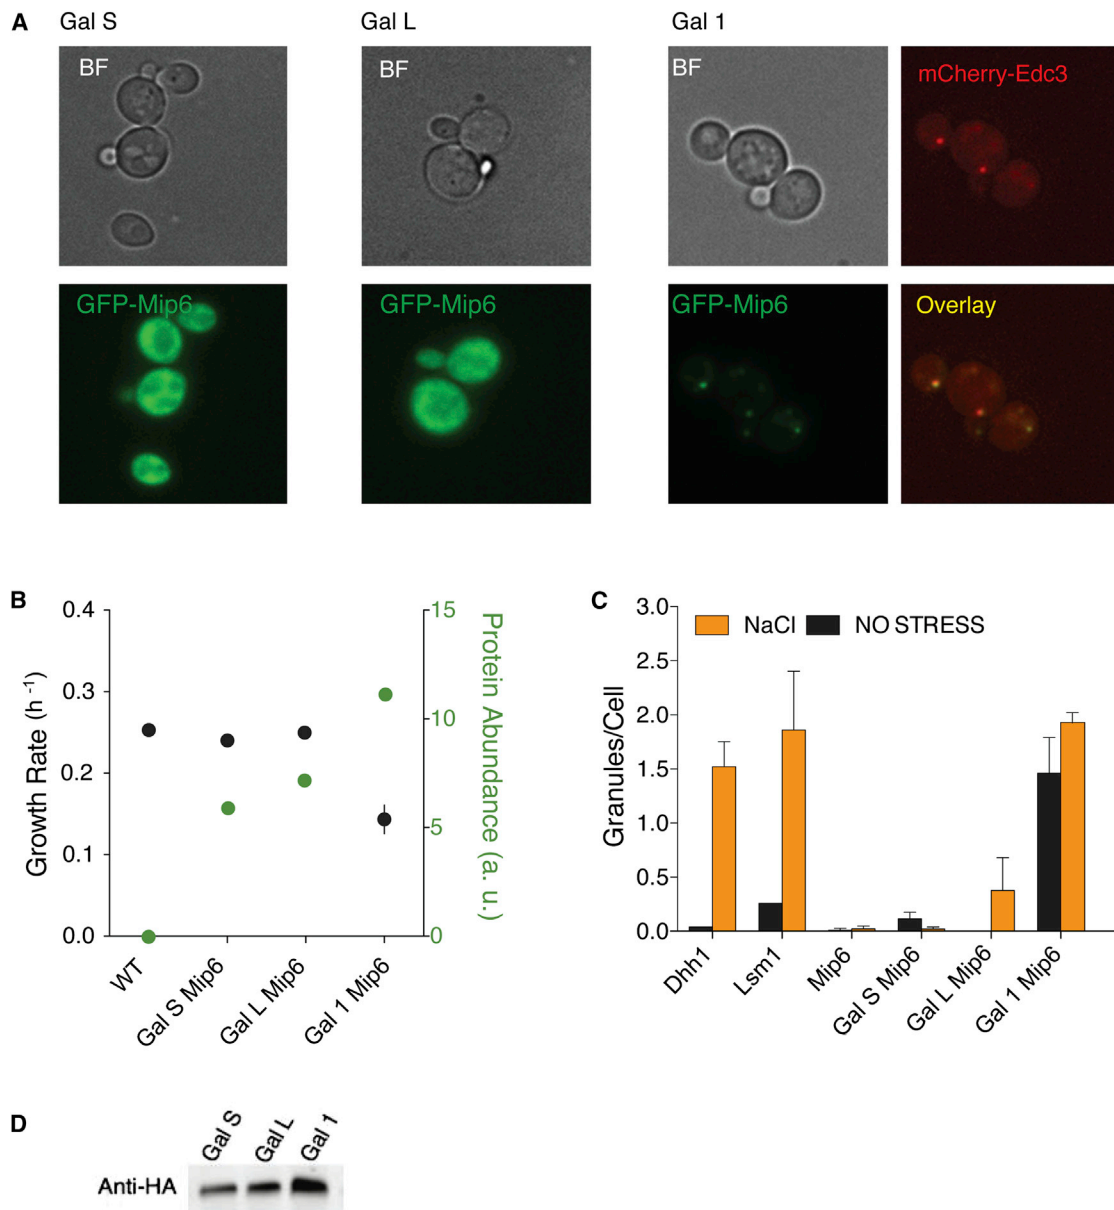 A
Gal S
Gal L
Gal 1
BF
BF
BF
mCherry-Edc3
GFP-Mip6
GFP-Mip6
GFP-Mip6
Overlay
B
0.4
0.3
0.2
0.1
0.0
Growth Rate (h⁻¹)
15
10
5
0
Protein Abundance (a. u.)
WT
Gal S Mip6
Gal L Mip6
Gal 1 Mip6
C
NaCl
NO STRESS
3.0
2.5
2.0
1.5
1.0
0.5
0.0
Granules/Cell
Dhh1
Lsm1
Mip6
Gal S Mip6
Gal L Mip6
Gal 1 Mip6
D
Gal S
Gal L
Gal 1
Anti-HA